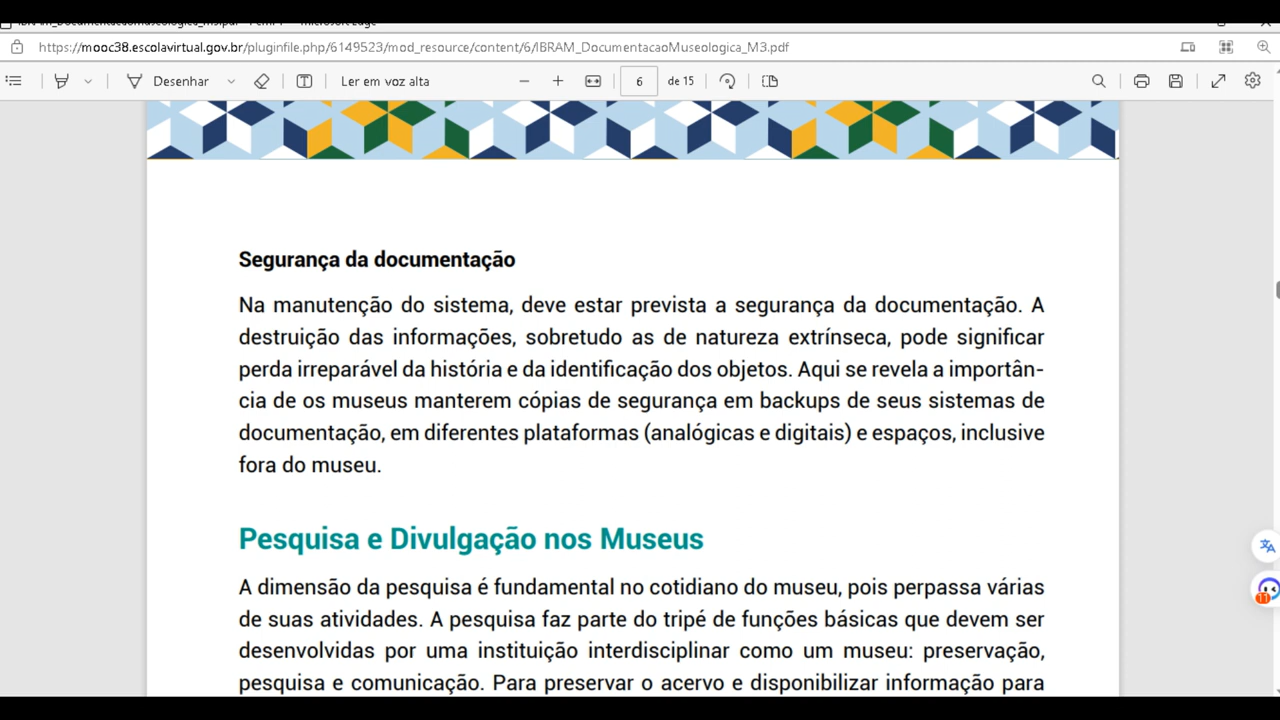 https://mooc38.escolavirtual.gov.br/pluginfile.php/6149523/mod_resource/content/6/IBRAM_DocumentacaoMuseologica_M3.pdf
Desenhar
Ler em voz alta
6 de 15
Segurança da documentação
Na manutenção do sistema, deve estar prevista a segurança da documentação. A
destruição das informações, sobretudo as de natureza extrínseca, pode significar
perda irreparável da história e da identificação dos objetos. Aqui se revela a importân-
cia de os museus manterem cópias de segurança em backups de seus sistemas de
documentação, em diferentes plataformas (analógicas e digitais) e espaços, inclusive
fora do museu.
Pesquisa e Divulgação nos Museus
A dimensão da pesquisa é fundamental no cotidiano do museu, pois perpassa várias
de suas atividades. A pesquisa faz parte do tripé de funções básicas que devem ser
desenvolvidas por uma instituição interdisciplinar como um museu: preservação,
pesquisa e comunicação. Para preservar o acervo e disponibilizar informação para
11